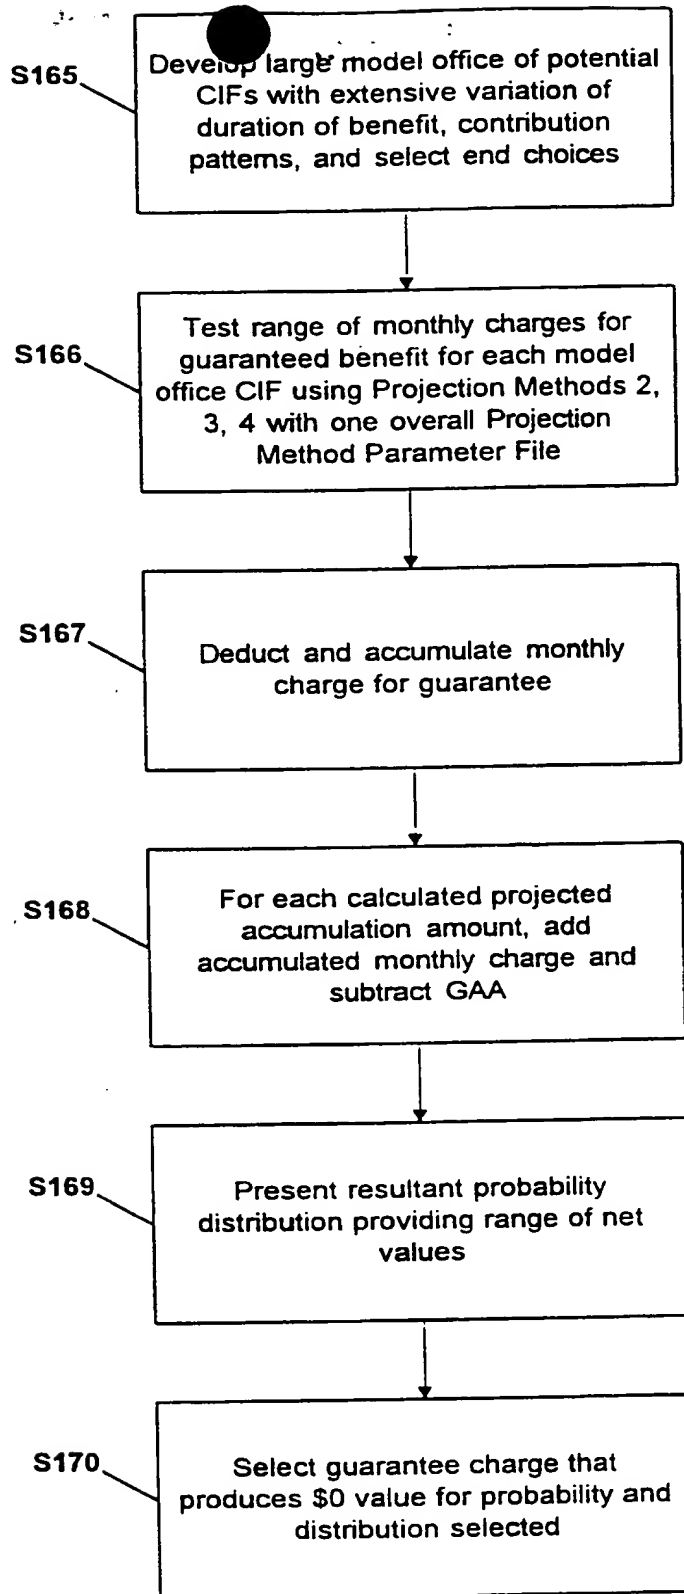 S165
Develop large model office of potential
CIFs with extensive variation of
duration of benefit, contribution
patterns, and select end choices
S166
Test range of monthly charges for
guaranteed benefit for each model
office CIF using Projection Methods 2,
3, 4 with one overall Projection
Method Parameter File
S167
Deduct and accumulate monthly
charge for guarantee
S168
For each calculated projected
accumulation amount, add
accumulated monthly charge and
subtract GAA
S169
Present resultant probability
distribution providing range of net
values
S170
Select guarantee charge that
produces $0 value for probability and
distribution selected